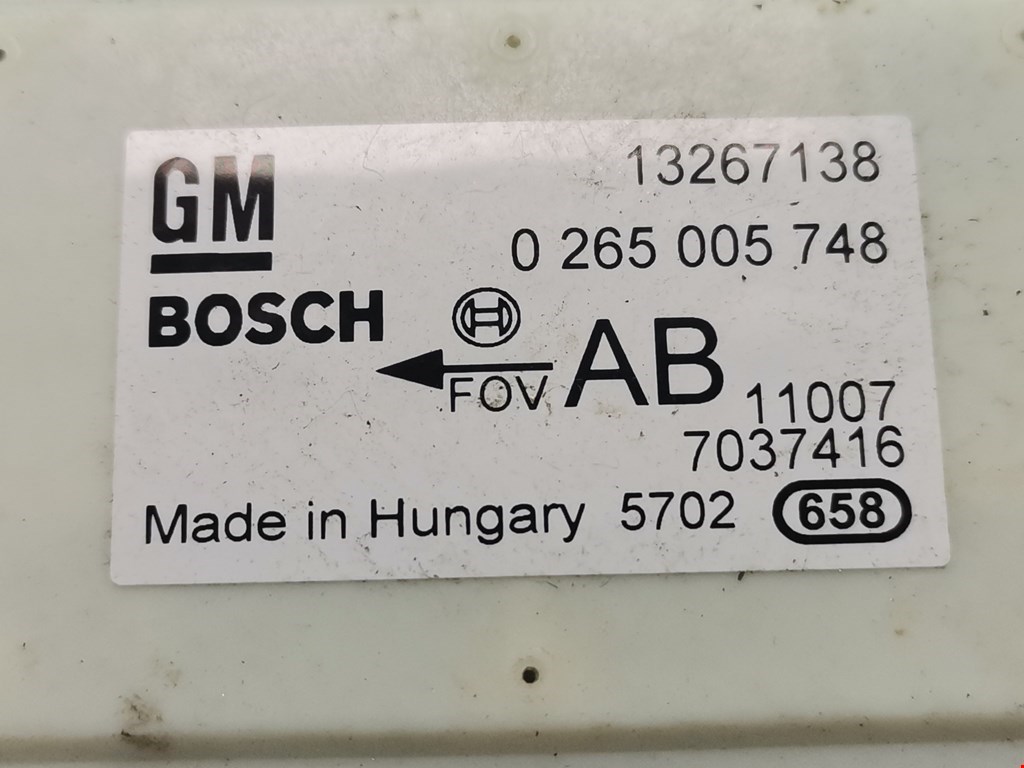 GM
13267138
0 265 005 748
BOSCH
FOV
AB
11007
7037416
Made in Hungary 5702 658